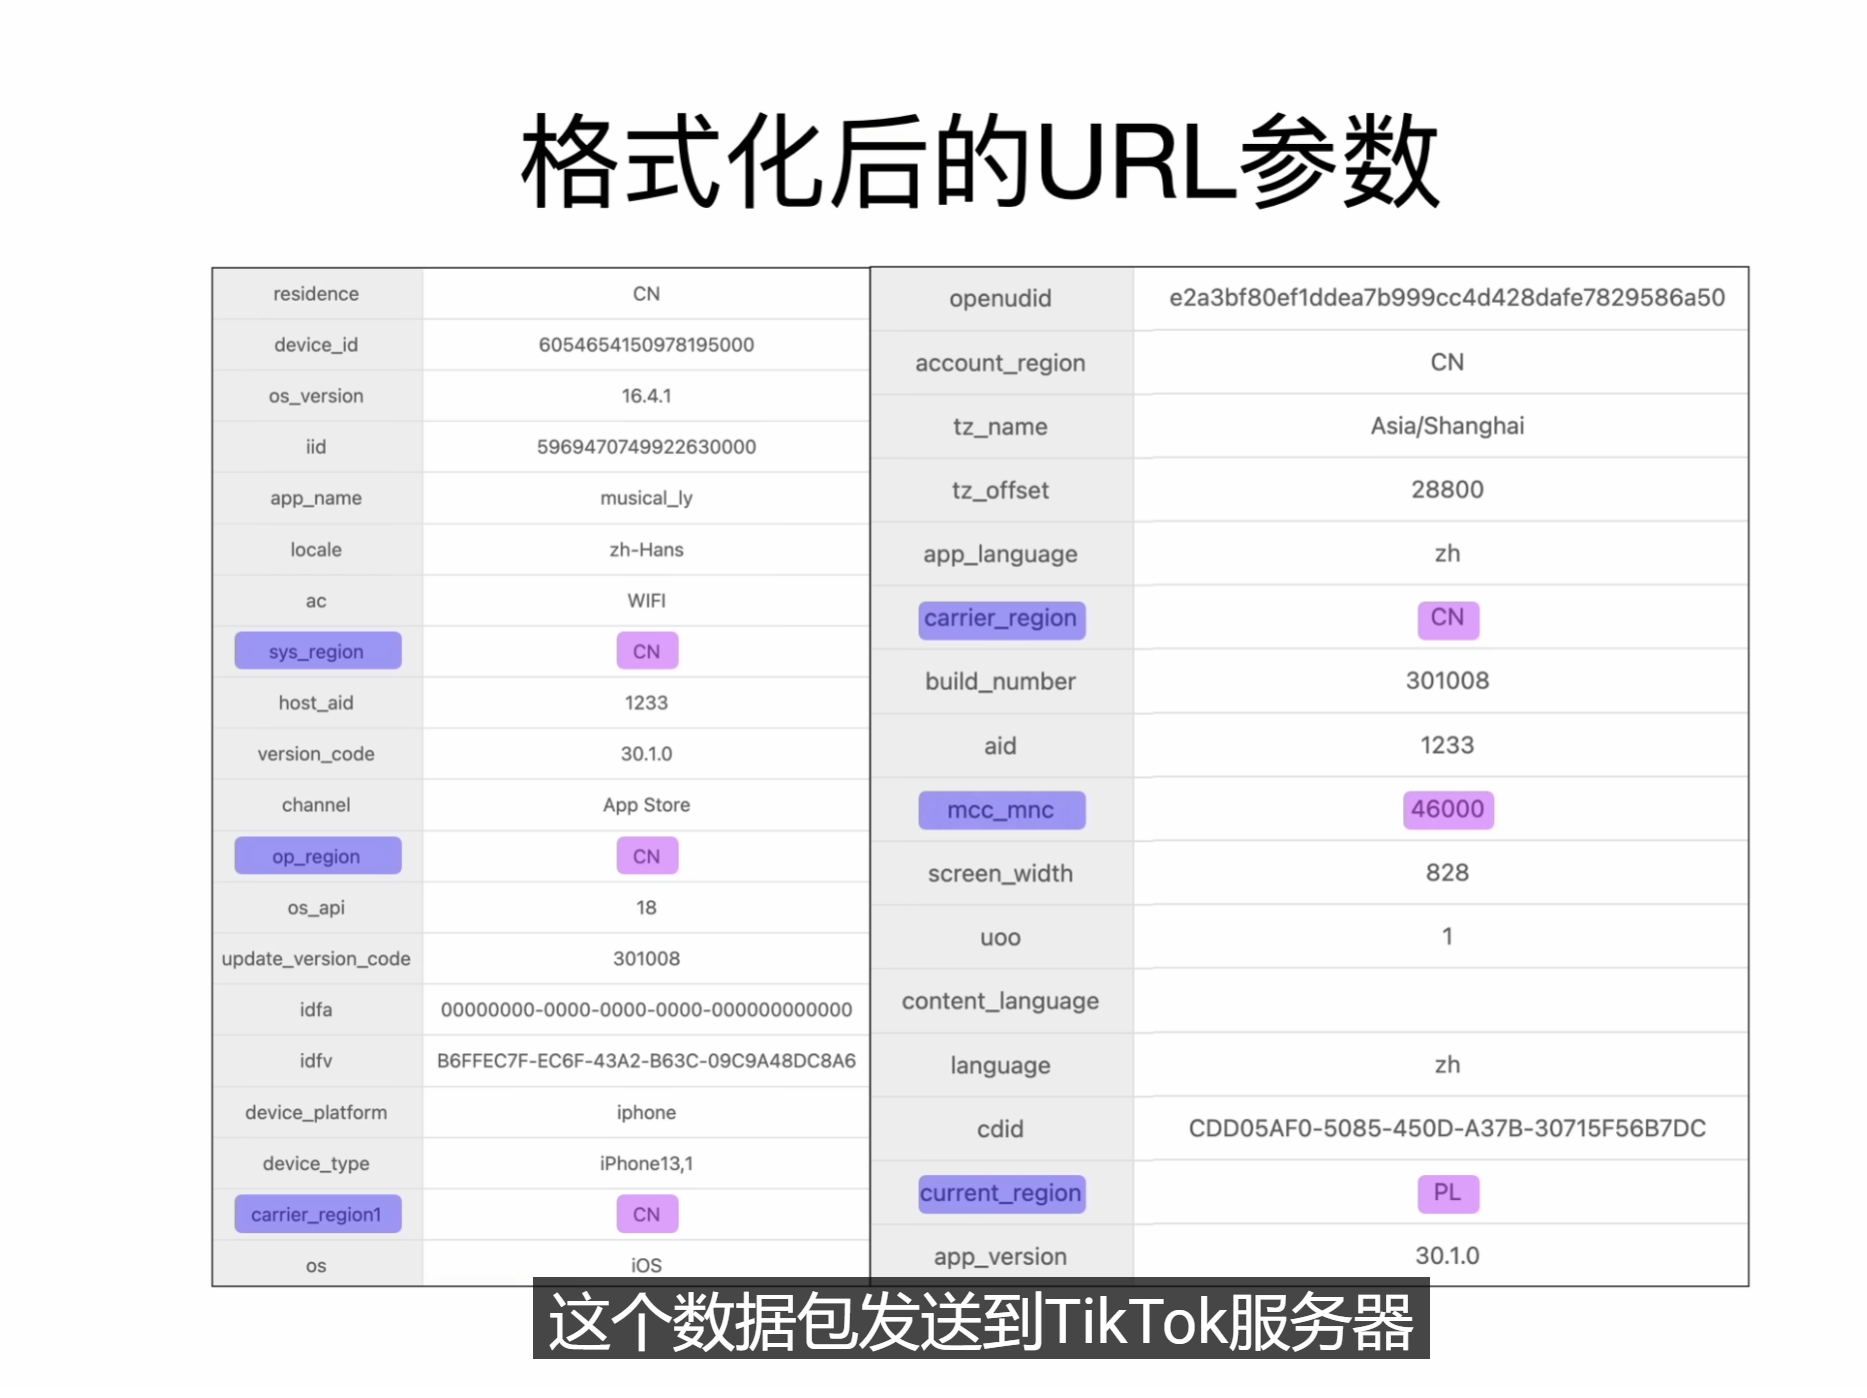 格式化后的URL参数
residence CN
device_id 6054654150978195000
os_version 16.4.1
iid 5969470749922630000
app_name musical_ly
locale zh-Hans
ac WIFI
sys_region CN
host_aid 1233
version_code 30.1.0
channel App Store
op_region CN
os_api 18
update_version_code 301008
idfa 00000000-0000-0000-0000-000000000000
idfv B6FFEC7F-EC6F-43A2-B63C-09C9A48DC8A6
device_platform iphone
device_type iPhone13,1
carrier_region1 CN
os iOS
openudid e2a3bf80ef1ddea7b999cc4d428dafe7829586a50
account_region CN
tz_name Asia/Shanghai
tz_offset 28800
app_language zh
carrier_region CN
build_number 301008
aid 1233
mcc_mnc 46000
screen_width 828
uoo 1
content_language
language zh
cdid CDD05AF0-5085-450D-A37B-30715F56B7DC
current_region PL
app_version 30.1.0
这个数据包发送到TikTok服务器